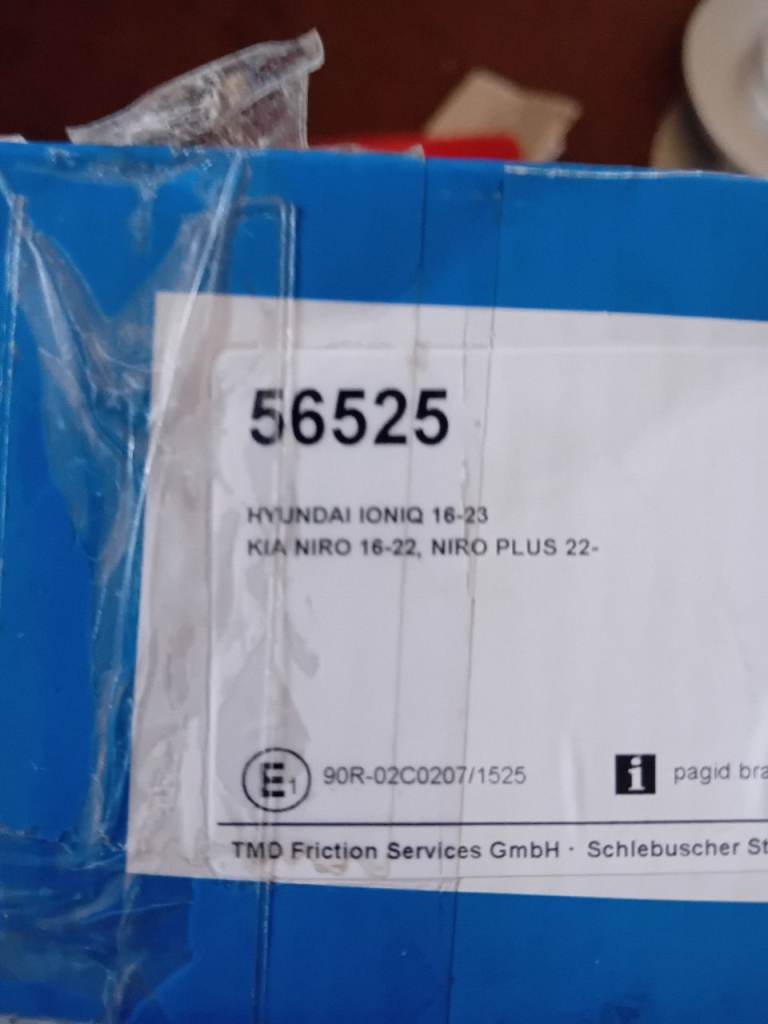 56525
HYUNDAI IONIQ 16-23
KIA NIRO 16-22, NIRO PLUS 22-
E1 90R-02C0207/1525
i pagid
TMD Friction Services GmbH · Schlebuscher